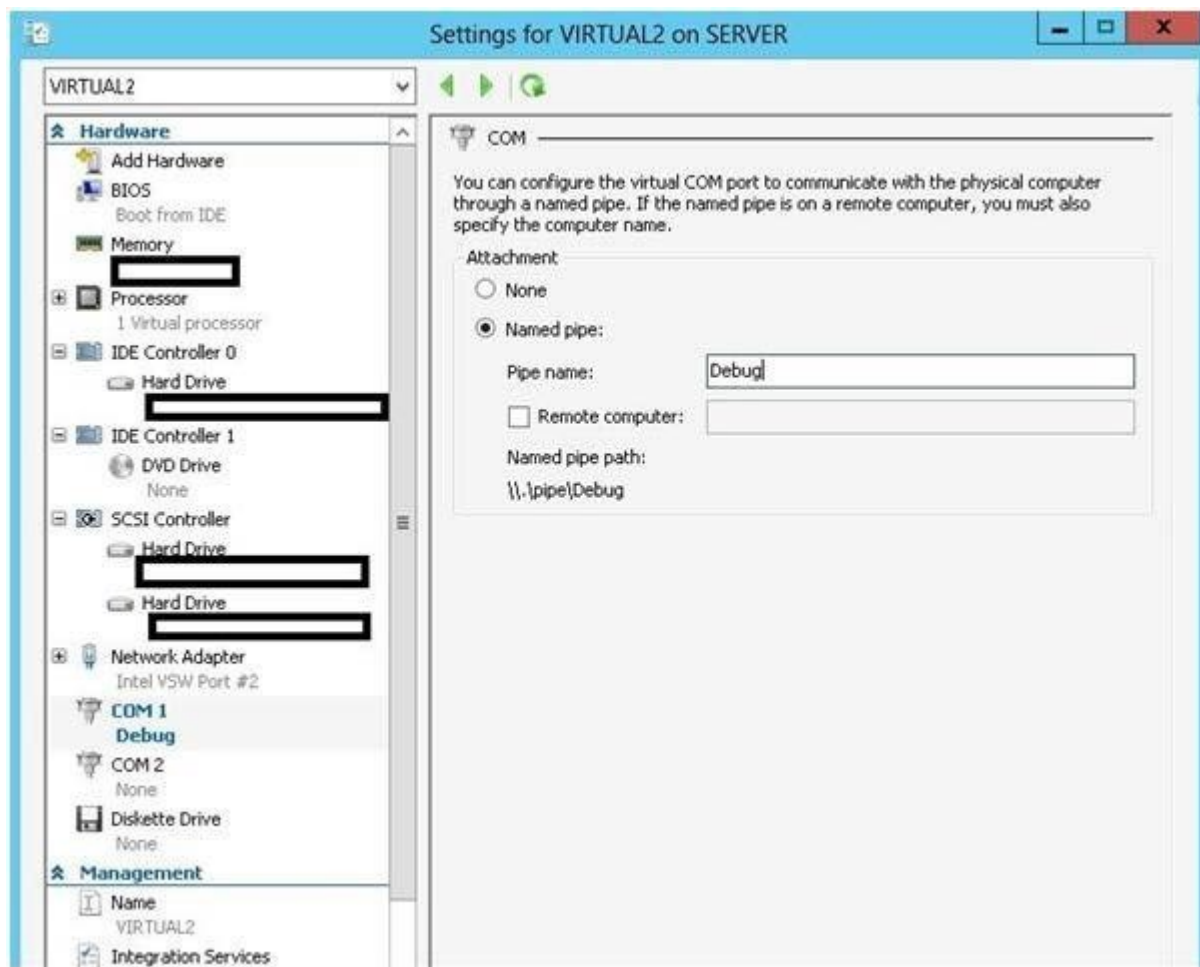 Settings for VIRTUAL2 on SERVER
VIRTUAL2
Hardware
Add Hardware
BIOS
Boot from IDE
Memory
Processor
1 Virtual processor
IDE Controller 0
Hard Drive
IDE Controller 1
DVD Drive
None
SCSI Controller
Hard Drive
Hard Drive
Network Adapter
Intel VSW Port #2
COM 1
Debug
COM 2
None
Diskette Drive
None
Management
Name
VIRTUAL2
Integration Services
COM
You can configure the virtual COM port to communicate with the physical computer
through a named pipe. If the named pipe is on a remote computer, you must also
specify the computer name.
Attachment
None
Named pipe:
Pipe name:
Debug
Remote computer:
Named pipe path:
\\.\pipe\Debug